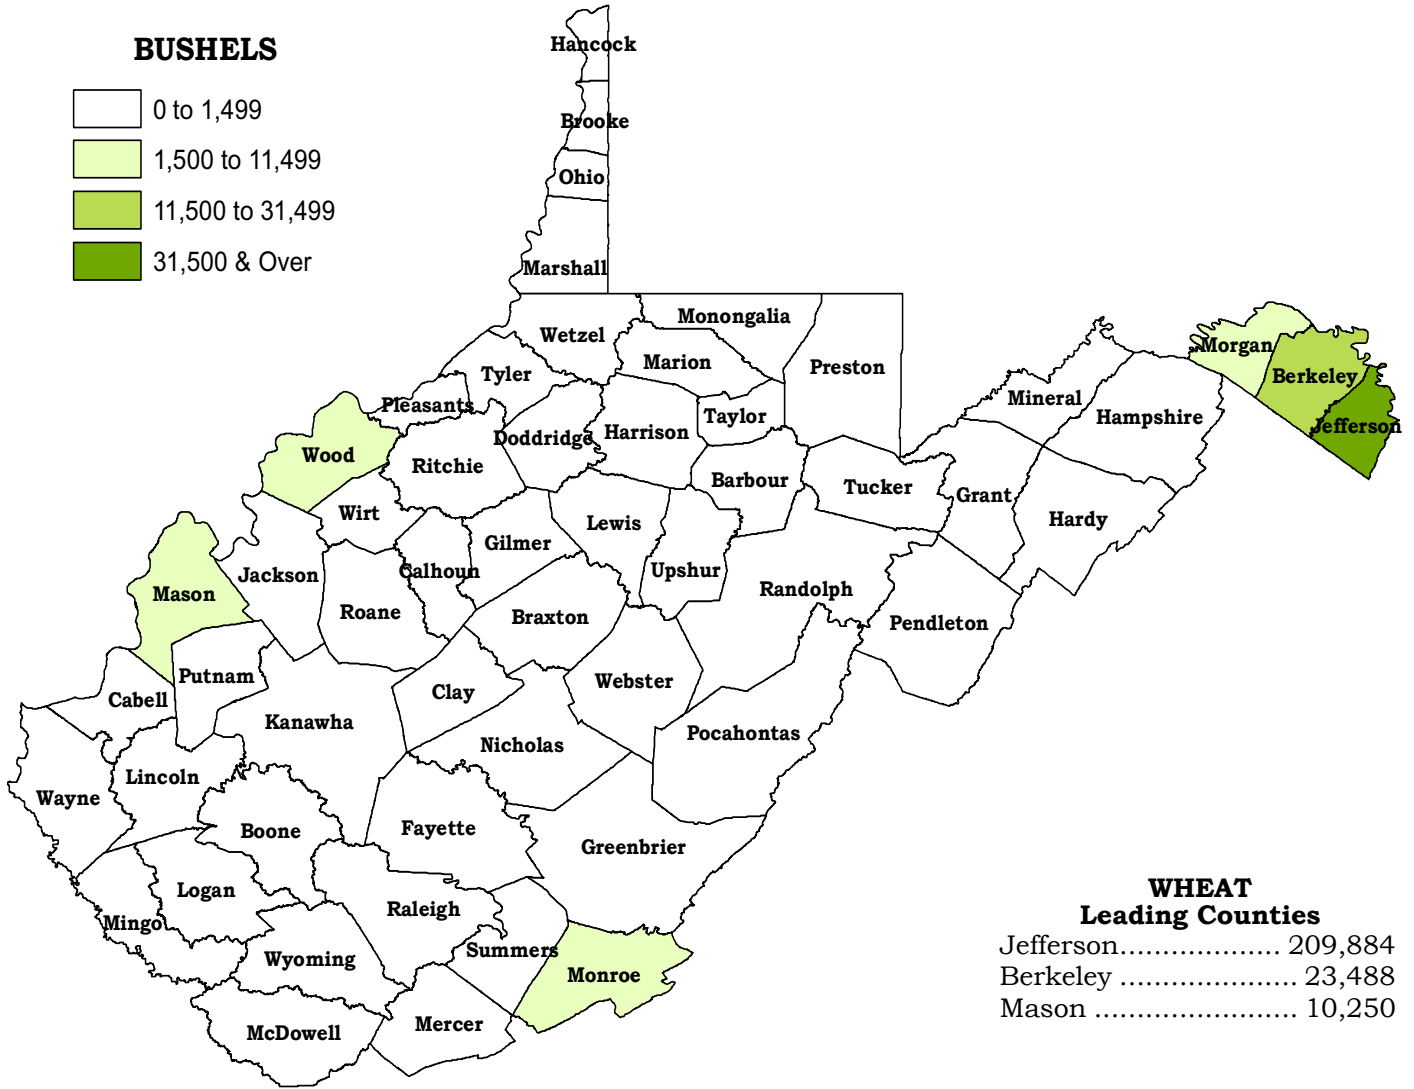 BUSHELS
0 to 1,499
1,500 to 11,499
11,500 to 31,499
31,500 & Over
Hancock
Brooke
Ohio
Marshall
Wetzel
Monongalia
Marion
Preston
Tyler
Pleasants
Doddridge
Harrison
Taylor
Mineral
Hampshire
Morgan
Berkeley
Jefferson
Wood
Ritchie
Wirt
Barbour
Tucker
Grant
Hardy
Lewis
Gilmer
Calhoun
Upshur
Randolph
Jackson
Mason
Roane
Braxton
Pendleton
Putnam
Cabell
Clay
Webster
Kanawha
Nicholas
Pocahontas
Lincoln
Wayne
Boone
Fayette
Greenbrier
Logan
Mingo
Raleigh
Summers
Wyoming
Monroe
McDowell
Mercer
WHEAT
Leading Counties
Jefferson.................... 209,884
Berkeley ...................... 23,488
Mason ......................... 10,250